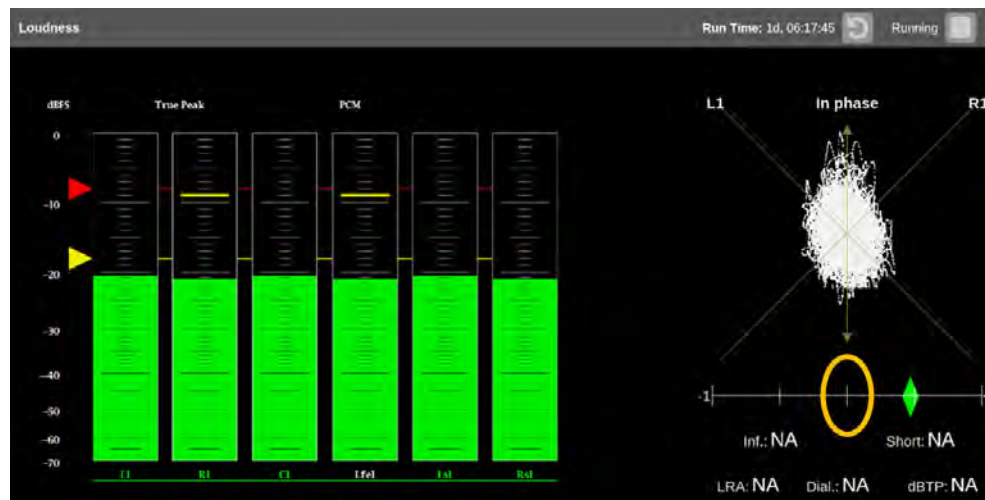 Loudness
Run Time: 1d, 06:17:45
Running
dBFS
True Peak
PCM
0
-10
-20
-30
-40
-50
-60
-70
L1
R1
C1
Lfe1
Ls1
Rs1
L1
In phase
R1
-1
Inf.: NA
Short: NA
LRA: NA
Dial.: NA
dBTP: NA